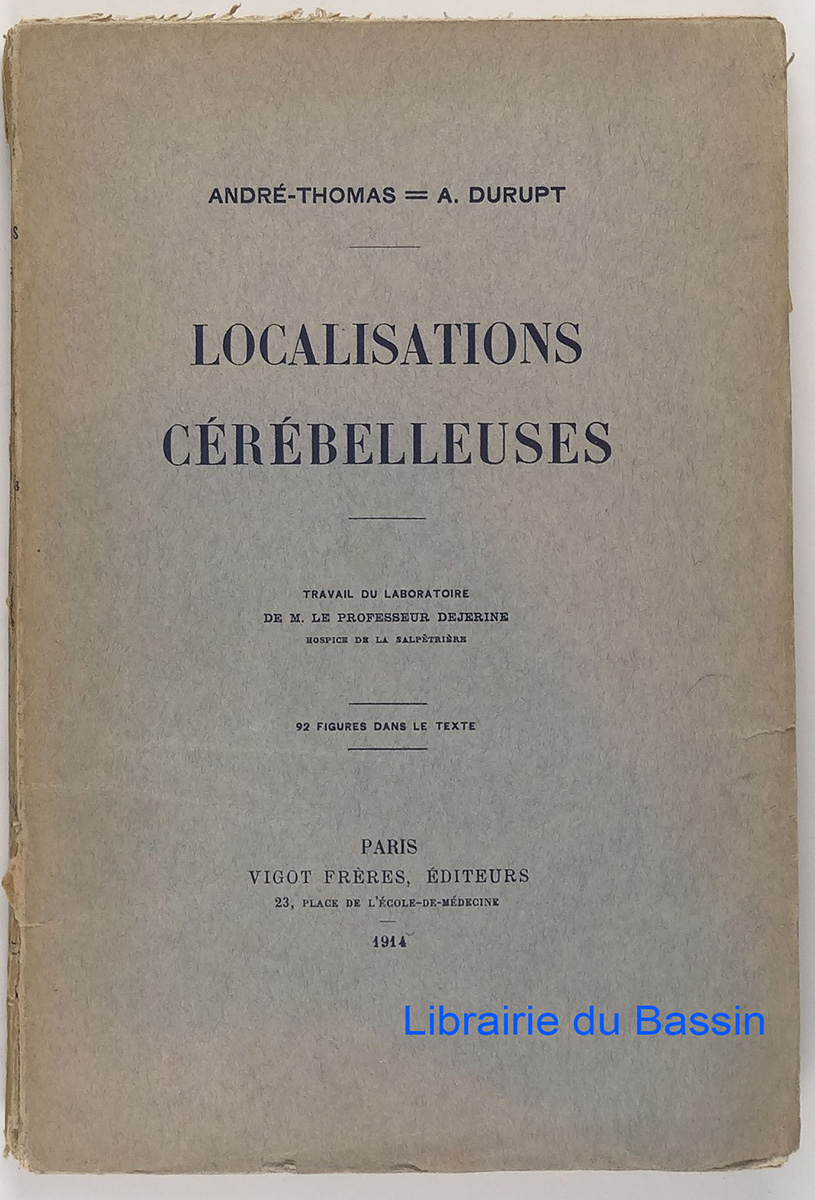 ANDRÉ-THOMAS = A. DURUPT
LOCALISATIONS
CÉRÉBELLEUSES
TRAVAIL DU LABORATOIRE
DE M. LE PROFESSEUR DEJERINE
HOSPICE DE LA SALPÊTRIÈRE
92 FIGURES DANS LE TEXTE
PARIS
VIGOT FRÈRES, ÉDITEURS
23, PLACE DE L'ÉCOLE-DE-MÉDECINE
1914
Librairie du Bassin